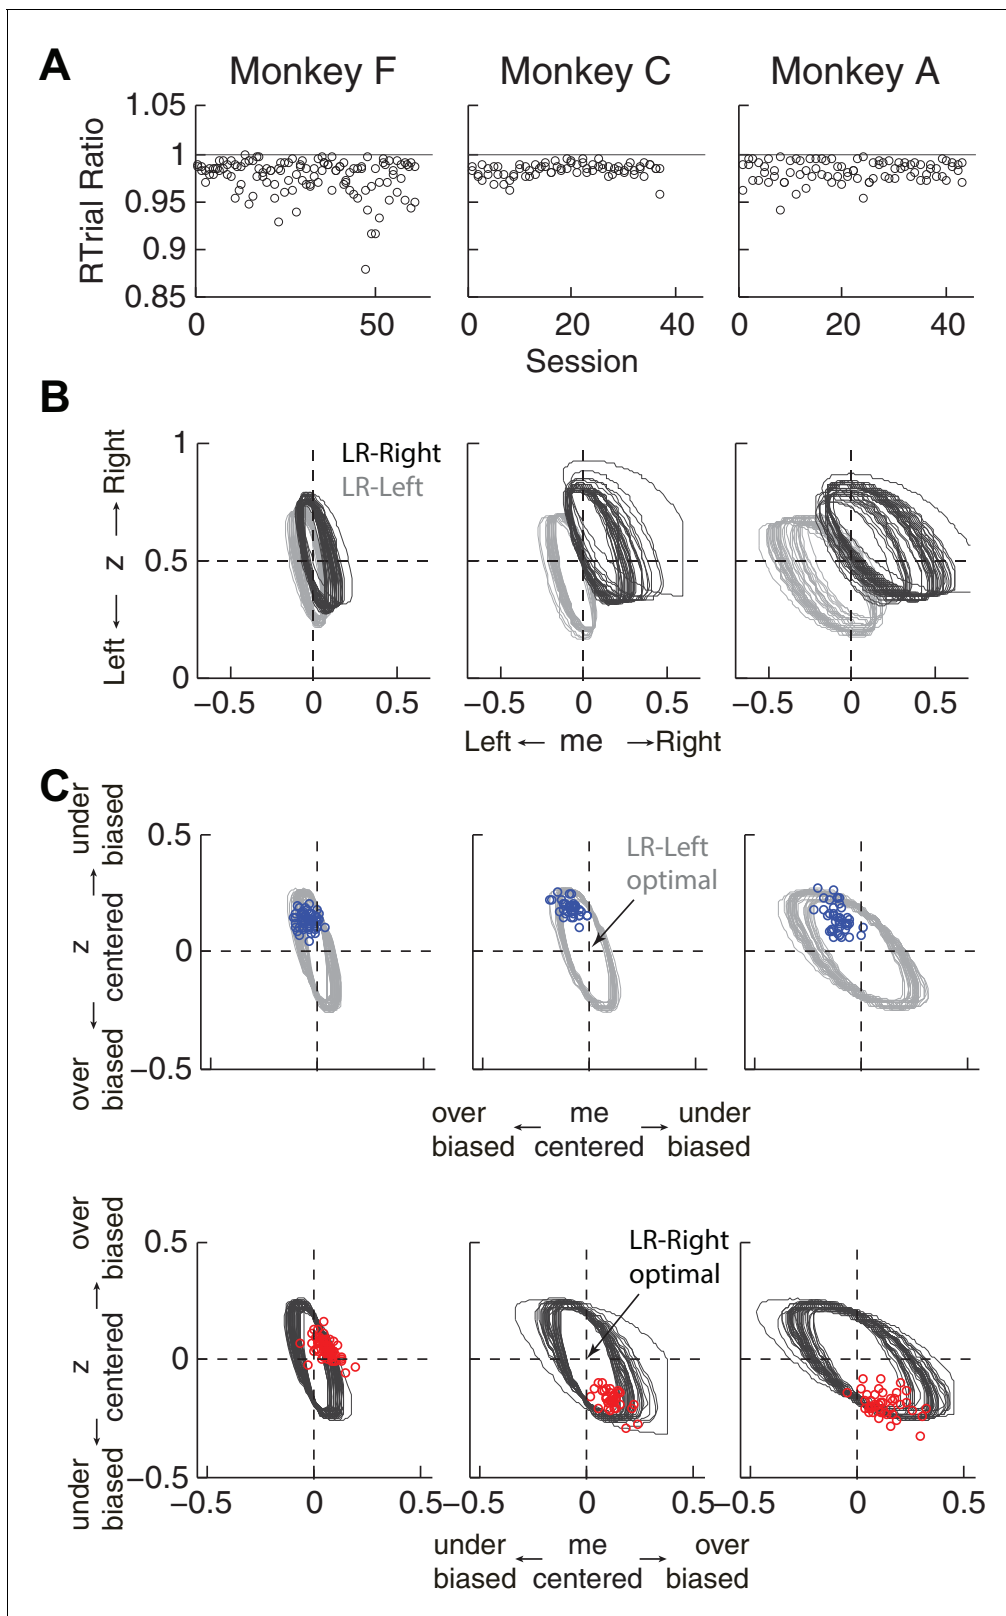 A
Monkey F
Monkey C
Monkey A
RTrial Ratio
1.05
1
0.95
0.9
0.85
0
50
0
20
40
0
20
40
Session
B
Left ← z → Right
1
0.5
0
LR-Right
LR-Left
−0.5
0
0.5
−0.5
0
0.5
−0.5
0
0.5
Left ← me → Right
C
over biased ← z centered → under biased
0.5
0
−0.5
LR-Left
optimal
over
biased
←
me
centered
→
under
biased
under biased ← z centered → over biased
0.5
0
−0.5
LR-Right
optimal
−0.5
0
0.5
−0.5
0
0.5
−0.5
0
0.5
under
biased
←
me
centered
→
over
biased